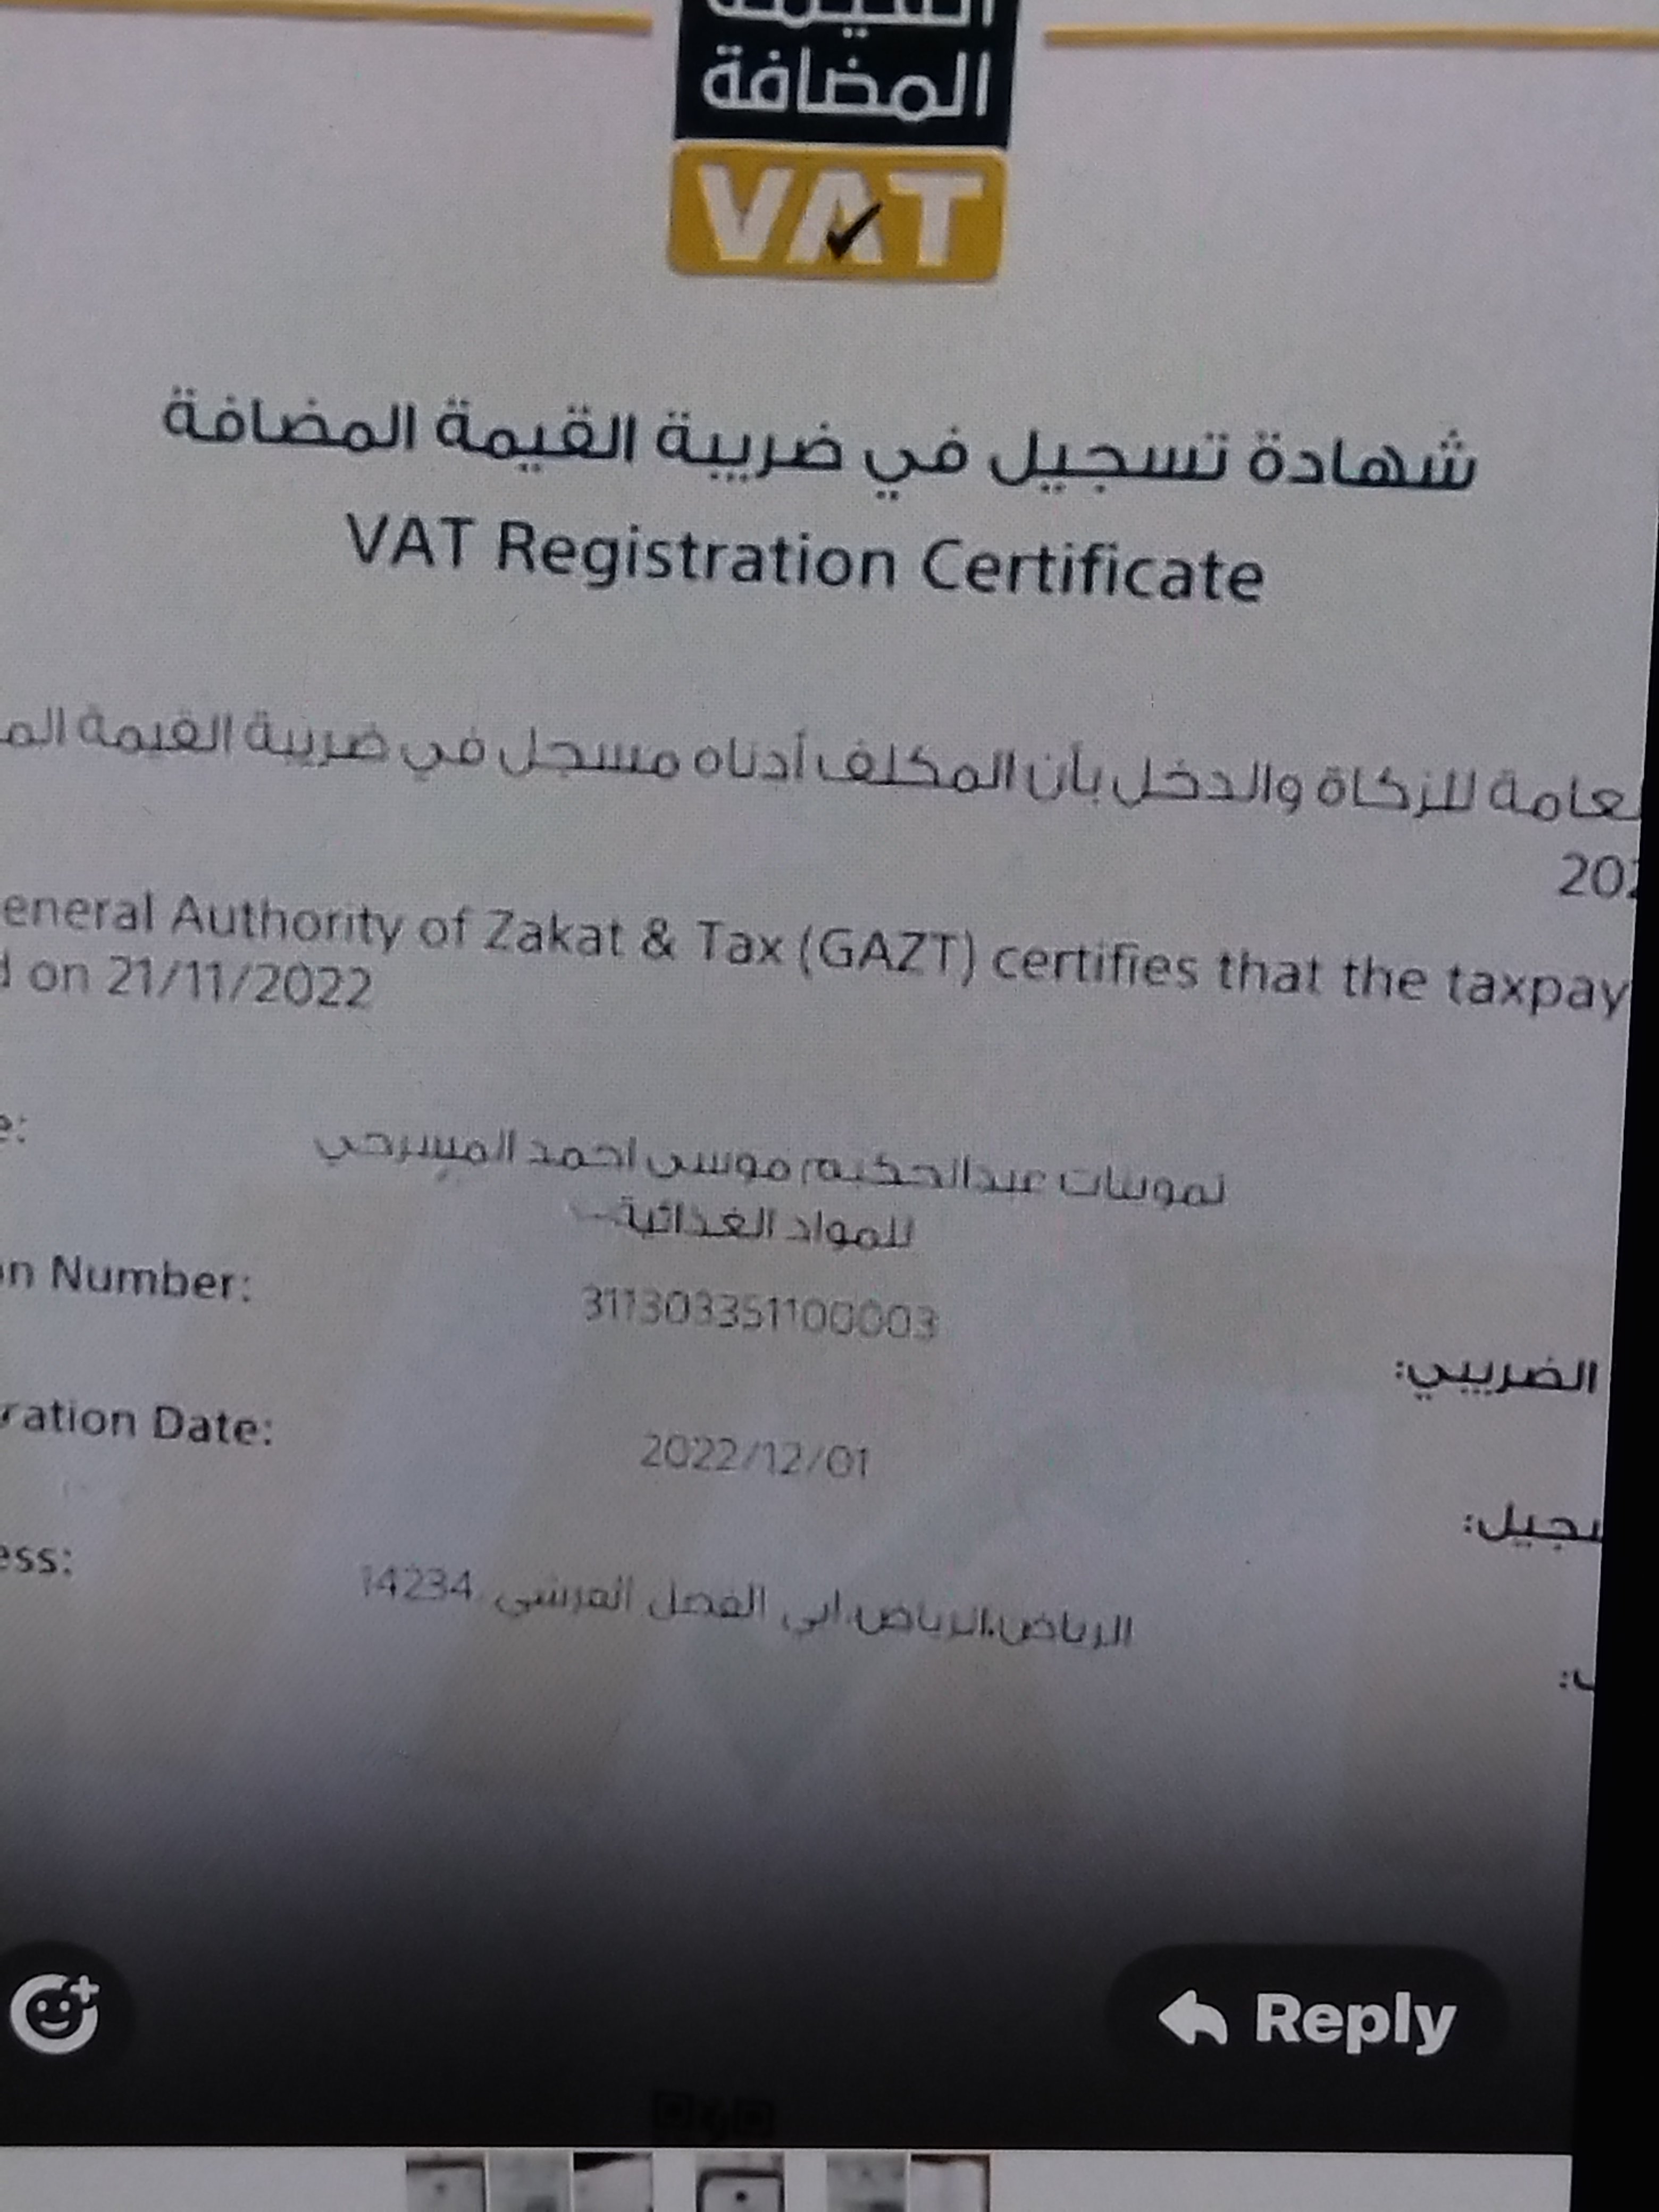 المضافة
VAT
شهادة تسجيل في ضريبة القيمة المضافة
VAT Registration Certificate
للزكاة والدخل بأن المكلف أدناه مسجل في ضريبة القيمة
202
eneral Authority of Zakat & Tax (GAZT) certifies that the taxpay
d on 21/11/2022
e:
تموينات عبدالحكيم موسى احمد المسرحي
للمواد الغذائية
on Number:
311303351100003
الضريبي:
ration Date:
2022/12/01
سجيل:
ess:
الرياض,الرياض,ابي الفضل القرشي, 14234
Reply